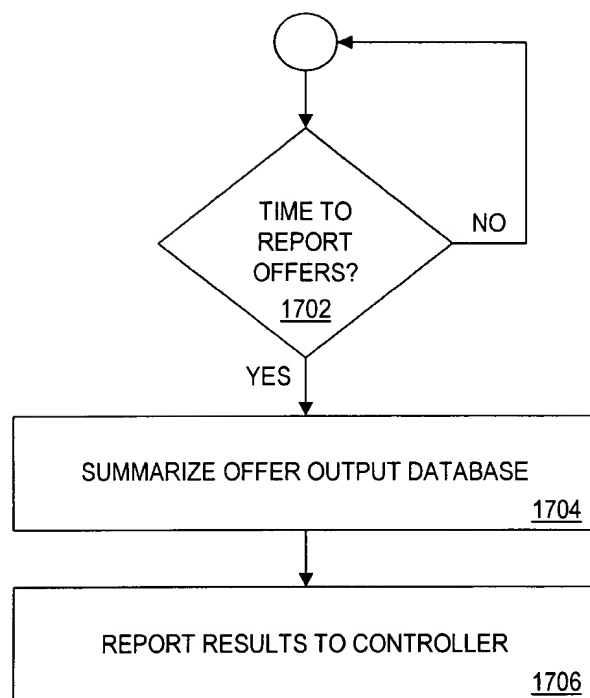 TIME TO
REPORT
OFFERS?
1702
NO
YES
SUMMARIZE OFFER OUTPUT DATABASE
1704
REPORT RESULTS TO CONTROLLER
1706